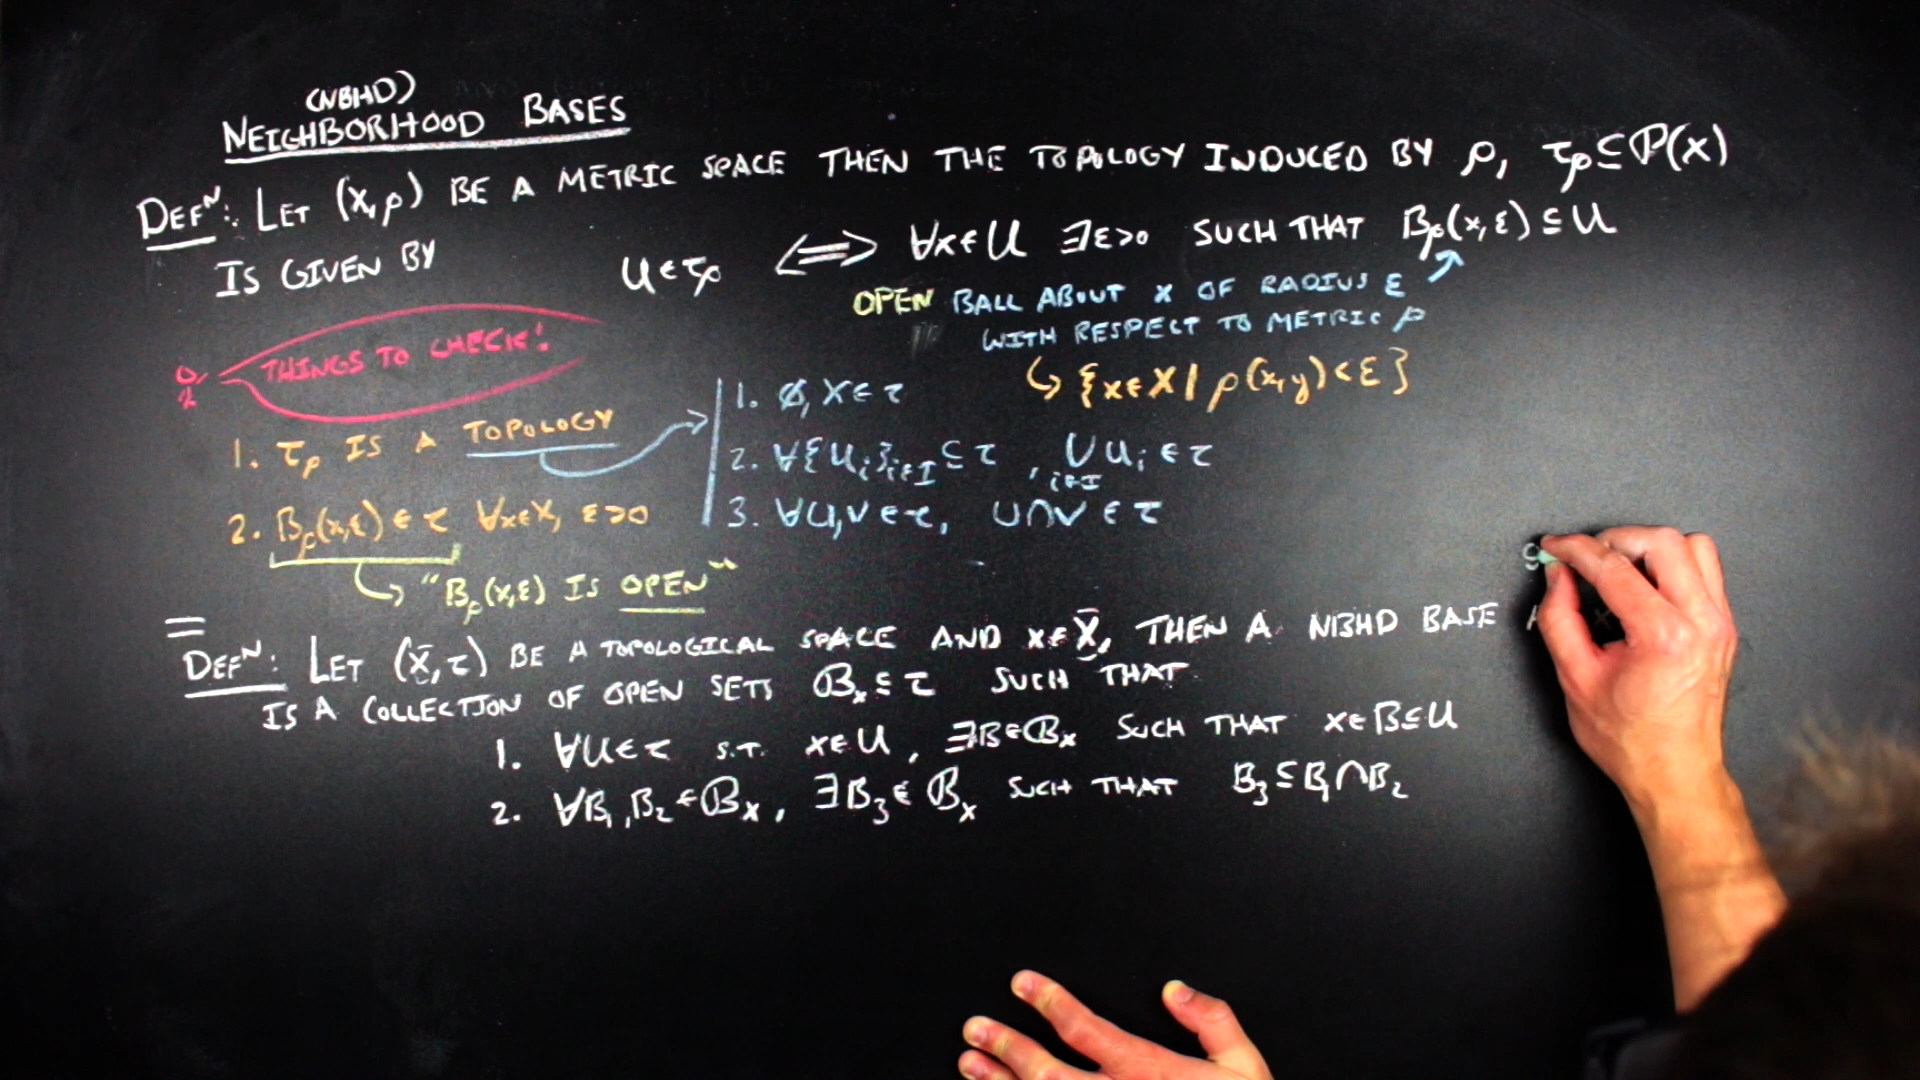 (NBHD)
NEIGHBORHOOD BASES
DEFᴺ: LET (X,ρ) BE A METRIC SPACE THEN THE TOPOLOGY INDUCED BY ρ, τρ⊆P(X)
IS GIVEN BY U∈τρ ⟺ ∀x∈U ∃ε>0 SUCH THAT Bρ(x,ε)⊆U
OPEN BALL ABOUT x OF RADIUS ε
WITH RESPECT TO METRIC ρ
↪ {x∈X | ρ(x,y)<ε}
THINGS TO CHECK!
1. τρ IS A TOPOLOGY
1. ∅,X∈τ
2. ∀{Uᵢ}ᵢ∈I⊆τ, ∪Uᵢ∈τ
i∈I
3. ∀U,V∈τ, U∩V∈τ
2. Bρ(x,ε)∈τ ∀x∈X, ε>0
↪ "Bρ(x,ε) IS OPEN"
DEFᴺ: LET (X,τ) BE A TOPOLOGICAL SPACE AND x∈X, THEN A NBHD BASE
IS A COLLECTION OF OPEN SETS Bₓ⊆τ SUCH THAT
1. ∀U∈τ S.T. x∈U, ∃B∈Bₓ SUCH THAT x∈B⊆U
2. ∀B₁,B₂∈Bₓ, ∃B₃∈Bₓ SUCH THAT B₃⊆B₁∩B₂